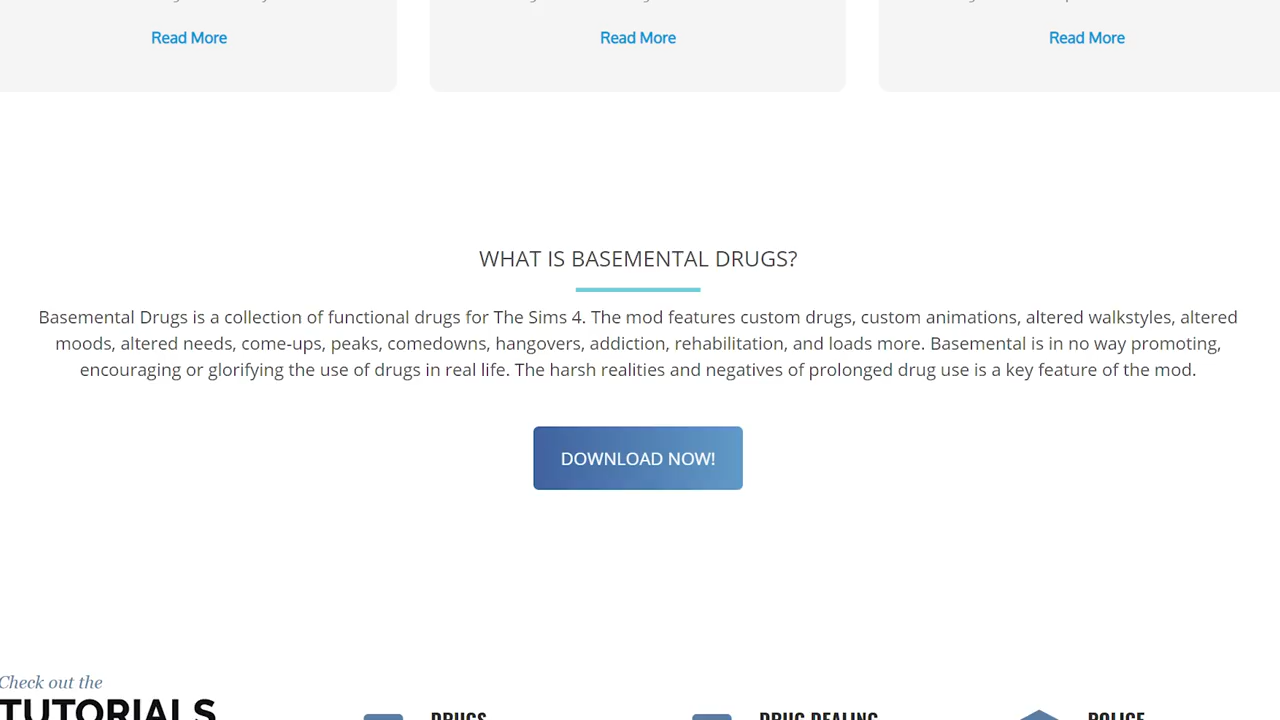 Read More
Read More
Read More
WHAT IS BASEMENTAL DRUGS?
Basemental Drugs is a collection of functional drugs for The Sims 4. The mod features custom drugs, custom animations, altered walkstyles, altered
moods, altered needs, come-ups, peaks, comedowns, hangovers, addiction, rehabilitation, and loads more. Basemental is in no way promoting,
encouraging or glorifying the use of drugs in real life. The harsh realities and negatives of prolonged drug use is a key feature of the mod.
DOWNLOAD NOW!
Check out the
TUTORIALS
DRUGS
DRUG DEALING
POLICE